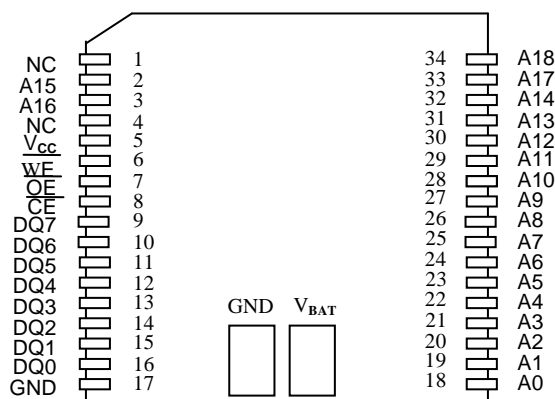 NC 1 34 A18
A15 2 33 A17
A16 3 32 A14
NC 4 31 A13
Vcc 5 30 A12
WE 6 29 A11
OE 7 28 A10
CE 8 27 A9
DQ7 9 26 A8
DQ6 10 25 A7
DQ5 11 24 A6
DQ4 12 23 A5
DQ3 13 22 A4
DQ2 14 21 A3
DQ1 15 20 A2
DQ0 16 19 A1
GND 17 18 A0
GND VBAT